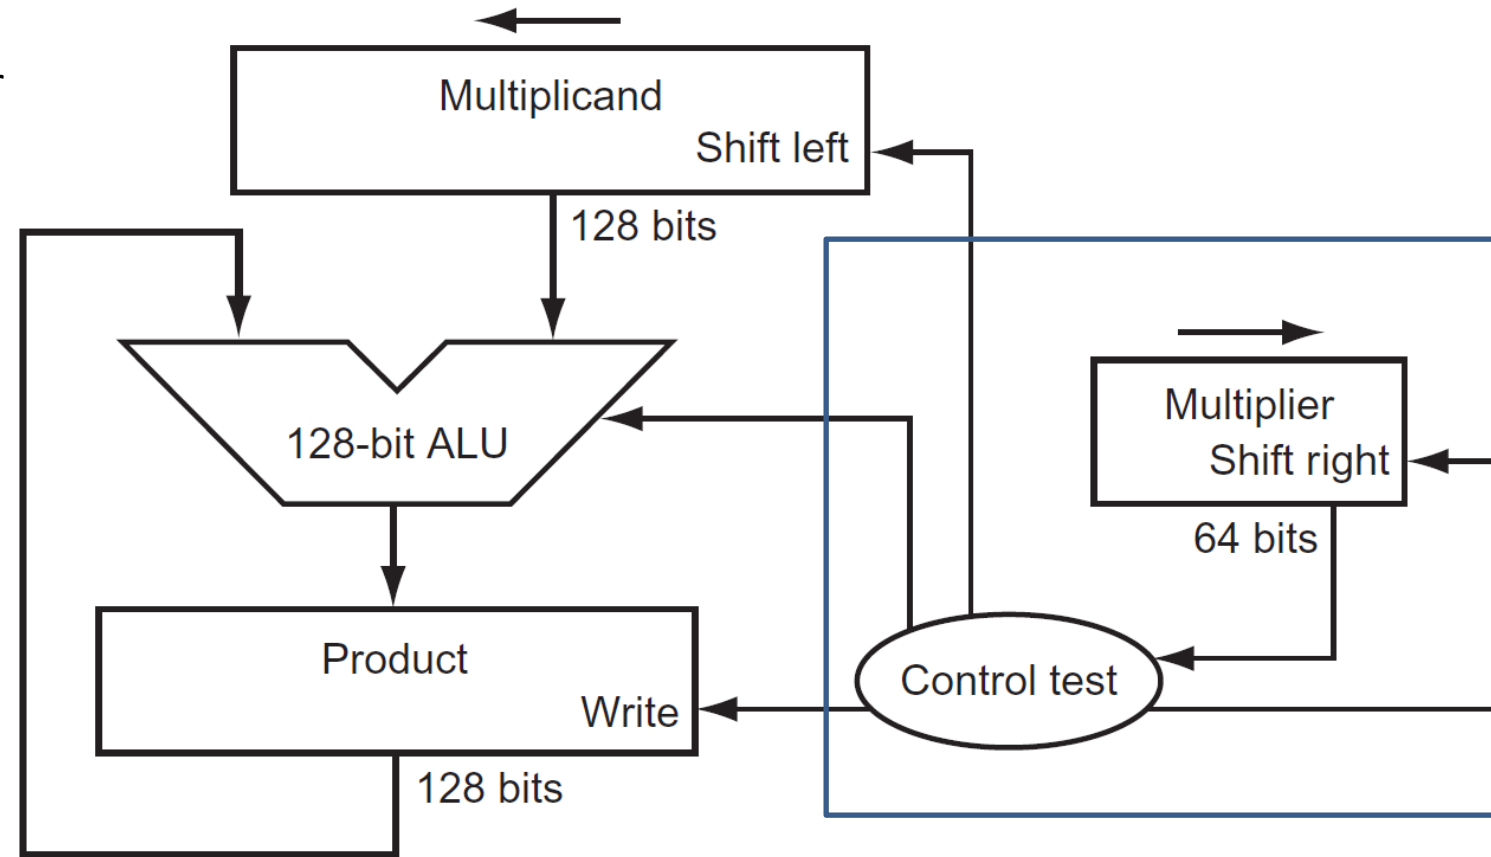 Multiplicand
Shift left
128 bits
128-bit ALU
Multiplier
Shift right
64 bits
Product
Write
Control test
128 bits